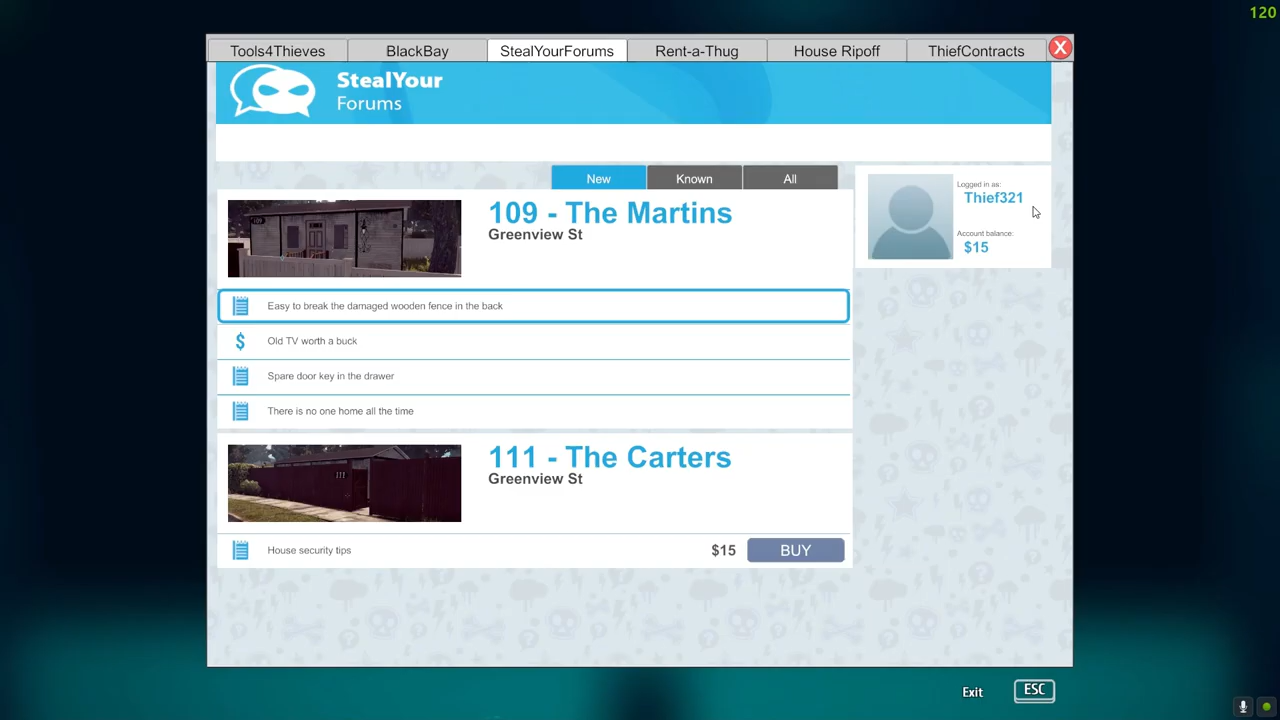 120
Tools4Thieves
BlackBay
StealYourForums
Rent-a-Thug
House Ripoff
ThiefContracts
X
StealYour
Forums
New
Known
All
Logged in as:
Thief321
Account balance:
$15
109 - The Martins
Greenview St
Easy to break the damaged wooden fence in the back
$ Old TV worth a buck
Spare door key in the drawer
There is no one home all the time
111
111 - The Carters
Greenview St
House security tips $15 BUY
Exit ESC